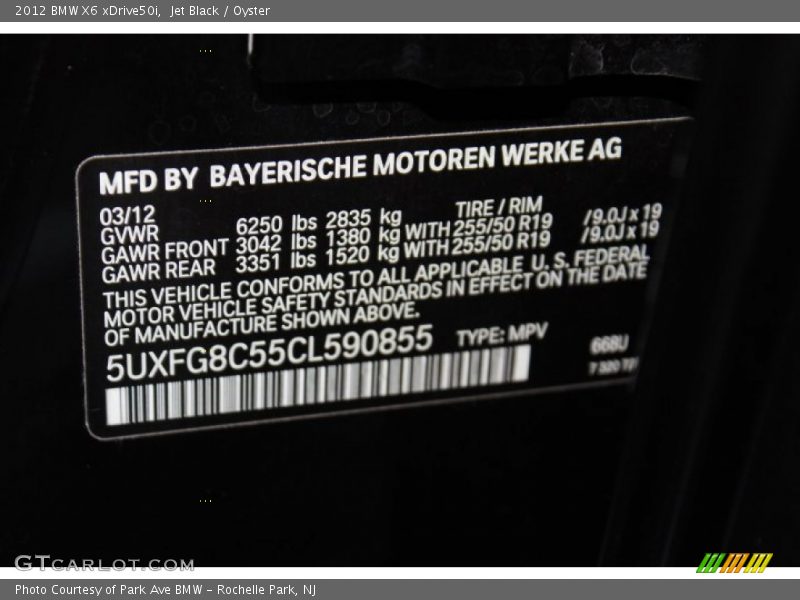 2012 BMW X6 xDrive50i, Jet Black / Oyster
MFD BY BAYERISCHE MOTOREN WERKE AG
03/12 TIRE / RIM
GVWR 6250 lbs 2835 kg
GAWR FRONT 3042 lbs 1380 kg WITH 255/50 R19 /9.0J x 19
GAWR REAR 3351 lbs 1520 kg WITH 255/50 R19 /9.0J x 19
THIS VEHICLE CONFORMS TO ALL APPLICABLE U. S. FEDERAL
MOTOR VEHICLE SAFETY STANDARDS IN EFFECT ON THE DATE
OF MANUFACTURE SHOWN ABOVE.
5UXFG8C55CL590855 TYPE: MPV 668U
GTCARLOT.COM
Photo Courtesy of Park Ave BMW - Rochelle Park, NJ